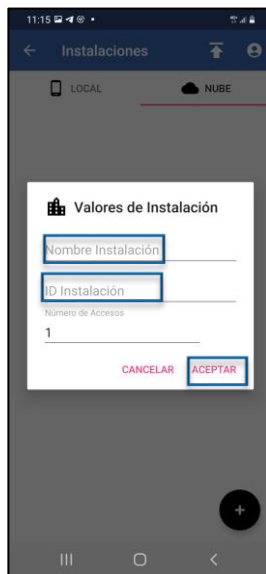 11:15
Instalaciones
LOCAL
NUBE
Valores de Instalación
Nombre Instalación
ID Instalación
Número de Accesos
1
CANCELAR
ACEPTAR
+